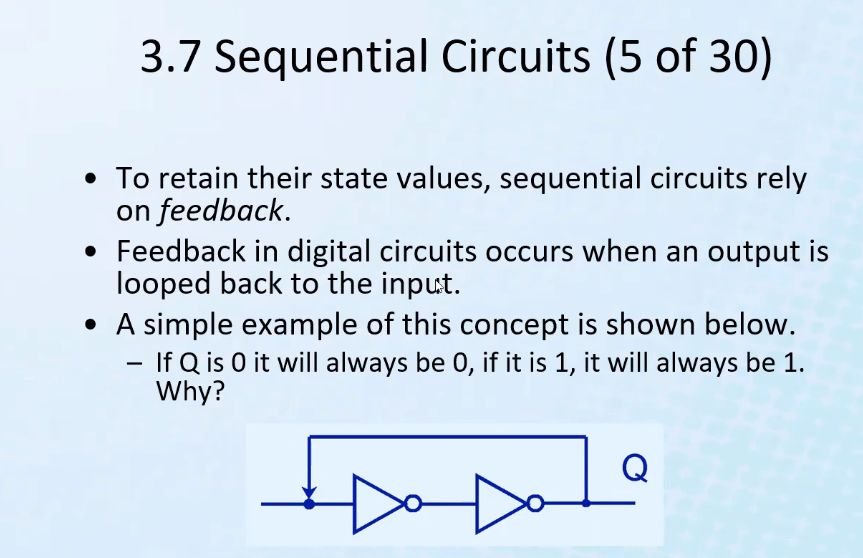 3.7 Sequential Circuits (5 of 30)
• To retain their state values, sequential circuits rely
on feedback.
• Feedback in digital circuits occurs when an output is
looped back to the input.
• A simple example of this concept is shown below.
– If Q is 0 it will always be 0, if it is 1, it will always be 1.
Why?
Q